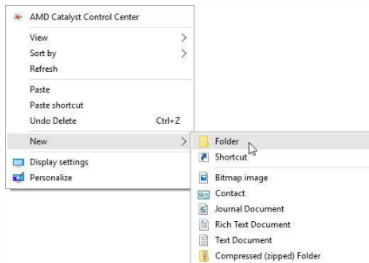 AMD Catalyst Control Center
View
Sort by
Refresh
Paste
Paste shortcut
Undo Delete Ctrl+Z
New
Display settings
Personalize
Folder
Shortcut
Bitmap image
Contact
Journal Document
Rich Text Document
Text Document
Compressed (zipped) Folder